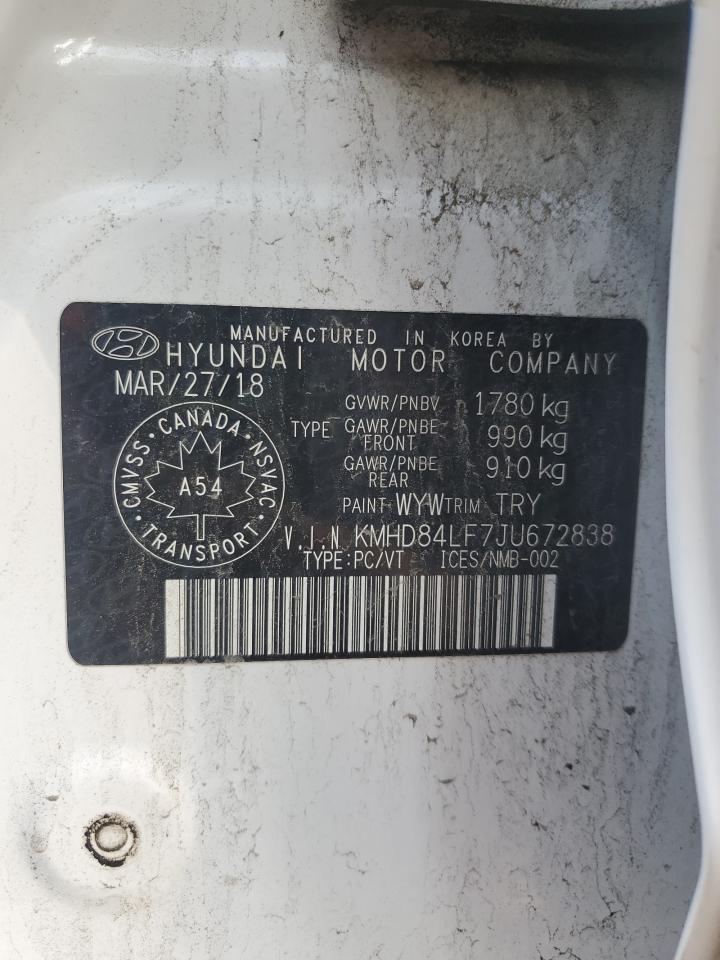 MANUFACTURED IN KOREA BY
HYUNDAI MOTOR COMPANY
MAR/27/18
GVWR/PNBV 1780 kg
TYPE GAWR/PNBE FRONT 990 kg
GAWR/PNBE REAR 910 kg
CMVSS · CANADA · NSVAC · TRANSPORT ·
A54
PAINT WYW TRIM TRY
V.I.N KMHD84LF7JU672838
TYPE:PC/VT ICES/NMB-002